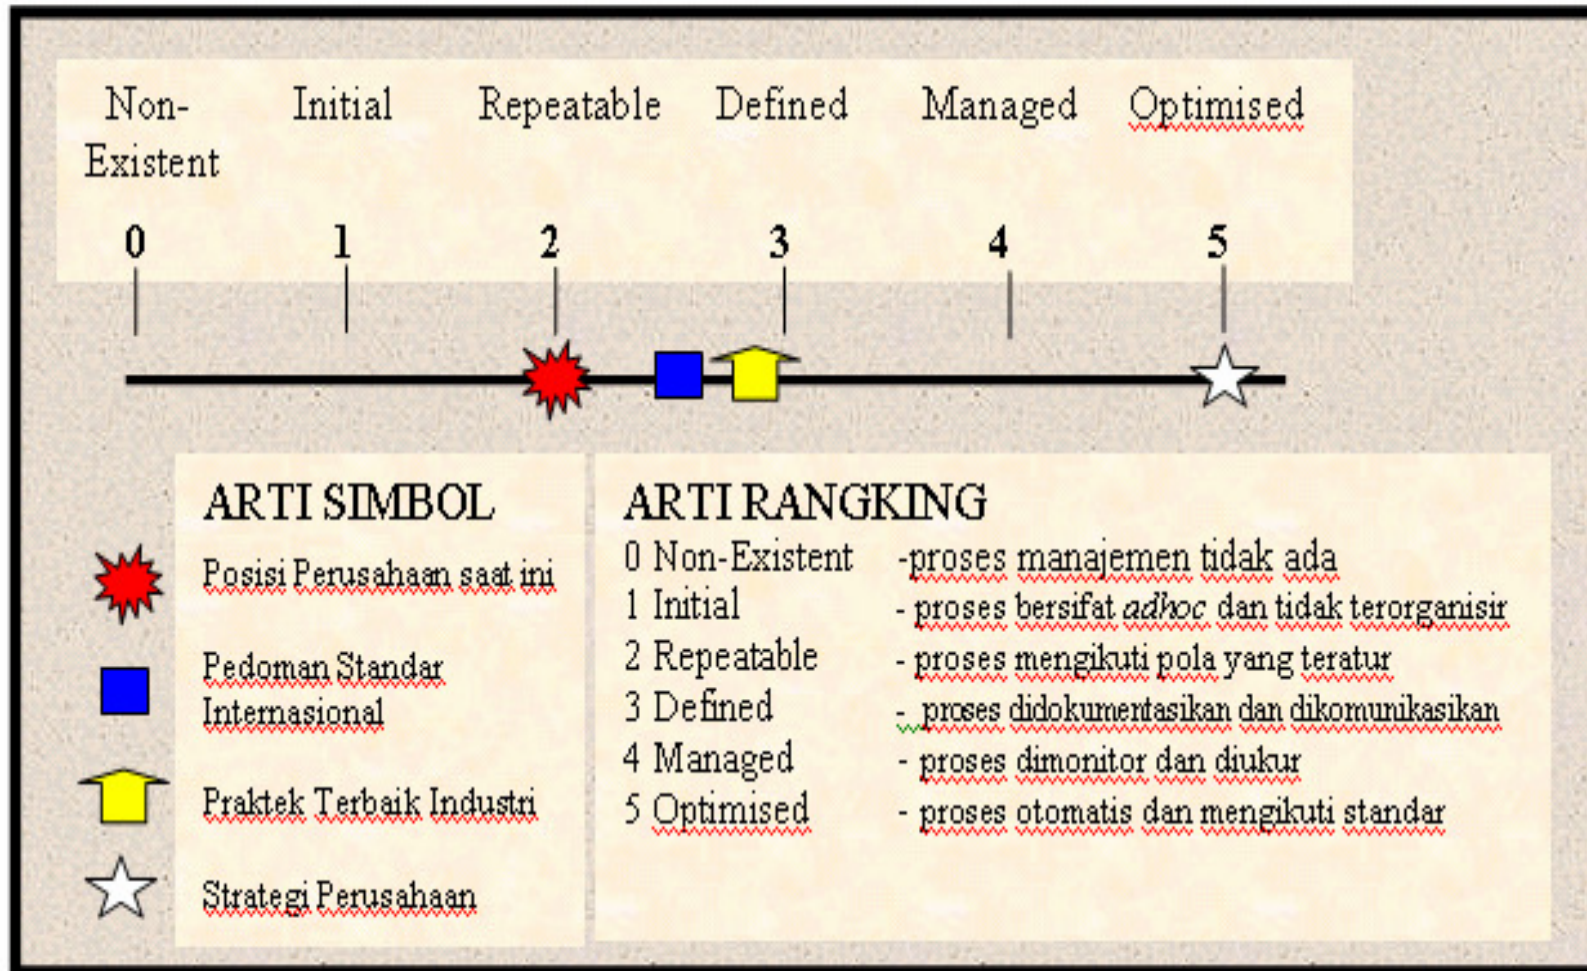 Non- Initial Repeatable Defined Managed Optimised
Existent
0 1 2 3 4 5
ARTI SIMBOL
Posisi Perusahaan saat ini
Pedoman Standar
Internasional
Praktek Terbaik Industri
Strategi Perusahaan
ARTI RANGKING
0 Non-Existent -proses manajemen tidak ada
1 Initial - proses bersifat adhoc dan tidak terorganisir
2 Repeatable - proses mengikuti pola yang teratur
3 Defined - proses didokumentasikan dan dikomunikasikan
4 Managed - proses dimonitor dan diukur
5 Optimised - proses otomatis dan mengikuti standar